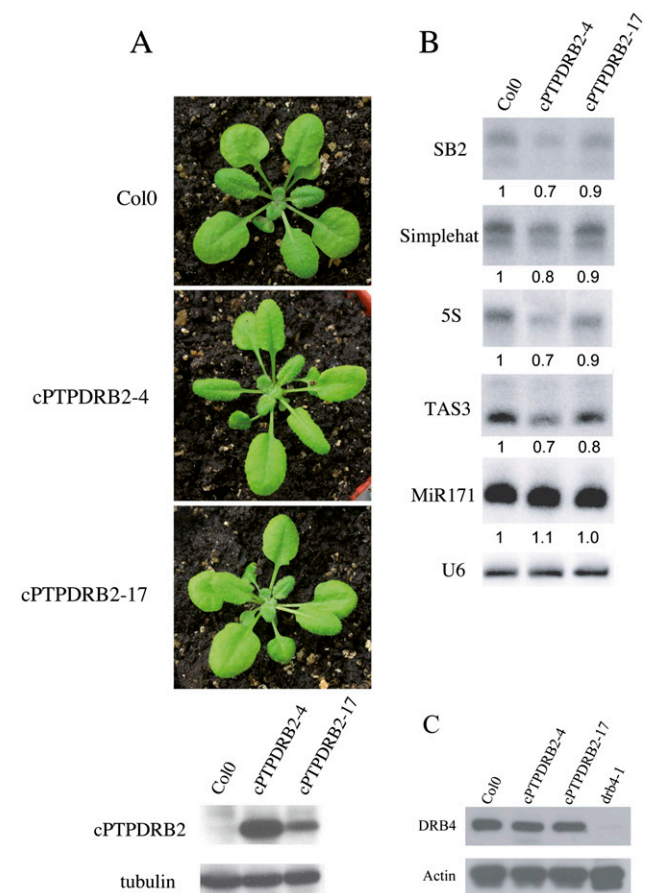 A
Col0
cPTPDRB2-4
cPTPDRB2-17
Col0
cPTPDRB2-4
cPTPDRB2-17
cPTPDRB2
tubulin
B
Col0
cPTPDRB2-4
cPTPDRB2-17
SB2
1 0.7 0.9
Simplehat
1 0.8 0.9
5S
1 0.7 0.9
TAS3
1 0.7 0.8
MiR171
1 1.1 1.0
U6
C
Col0
cPTPDRB2-4
cPTPDRB2-17
drb4-1
DRB4
Actin